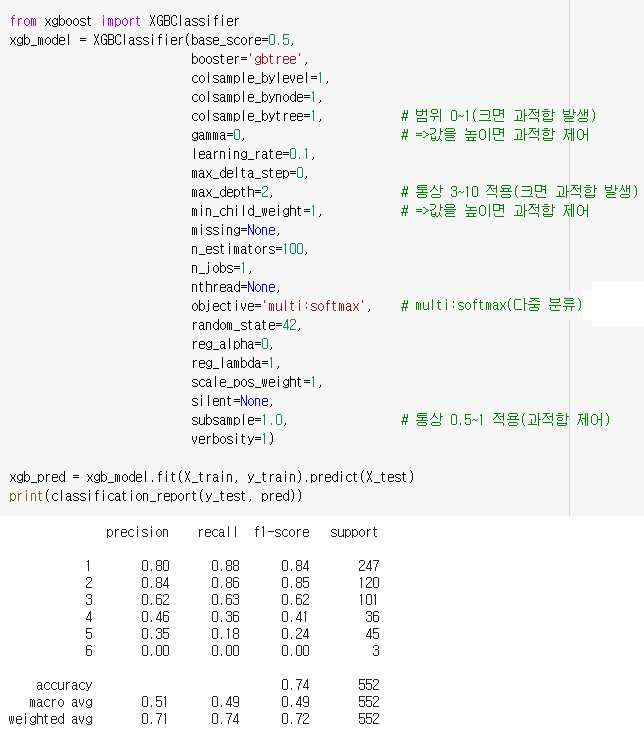 from xgboost import XGBClassifier
xgb_model = XGBClassifier(base_score=0.5,
booster='gbtree',
colsample_bylevel=1,
colsample_bynode=1,
colsample_bytree=1, # 범위 0~1(크면 과적합 발생)
gamma=0, # =>값을 높이면 과적합 제어
learning_rate=0.1,
max_delta_step=0,
max_depth=2, # 통상 3~10 적용(크면 과적합 발생)
min_child_weight=1, # =>값을 높이면 과적합 제어
missing=None,
n_estimators=100,
n_jobs=1,
nthread=None,
objective='multi:softmax', # multi:softmax(다중 분류)
random_state=42,
reg_alpha=0,
reg_lambda=1,
scale_pos_weight=1,
silent=None,
subsample=1.0, # 통상 0.5~1 적용(과적합 제어)
verbosity=1)
xgb_pred = xgb_model.fit(X_train, y_train).predict(X_test)
print(classification_report(y_test, pred))
precision recall f1-score support
1 0.80 0.88 0.84 247
2 0.84 0.86 0.85 120
3 0.62 0.63 0.62 101
4 0.46 0.36 0.41 36
5 0.35 0.18 0.24 45
6 0.00 0.00 0.00 3
accuracy 0.74 552
macro avg 0.51 0.49 0.49 552
weighted avg 0.71 0.74 0.72 552